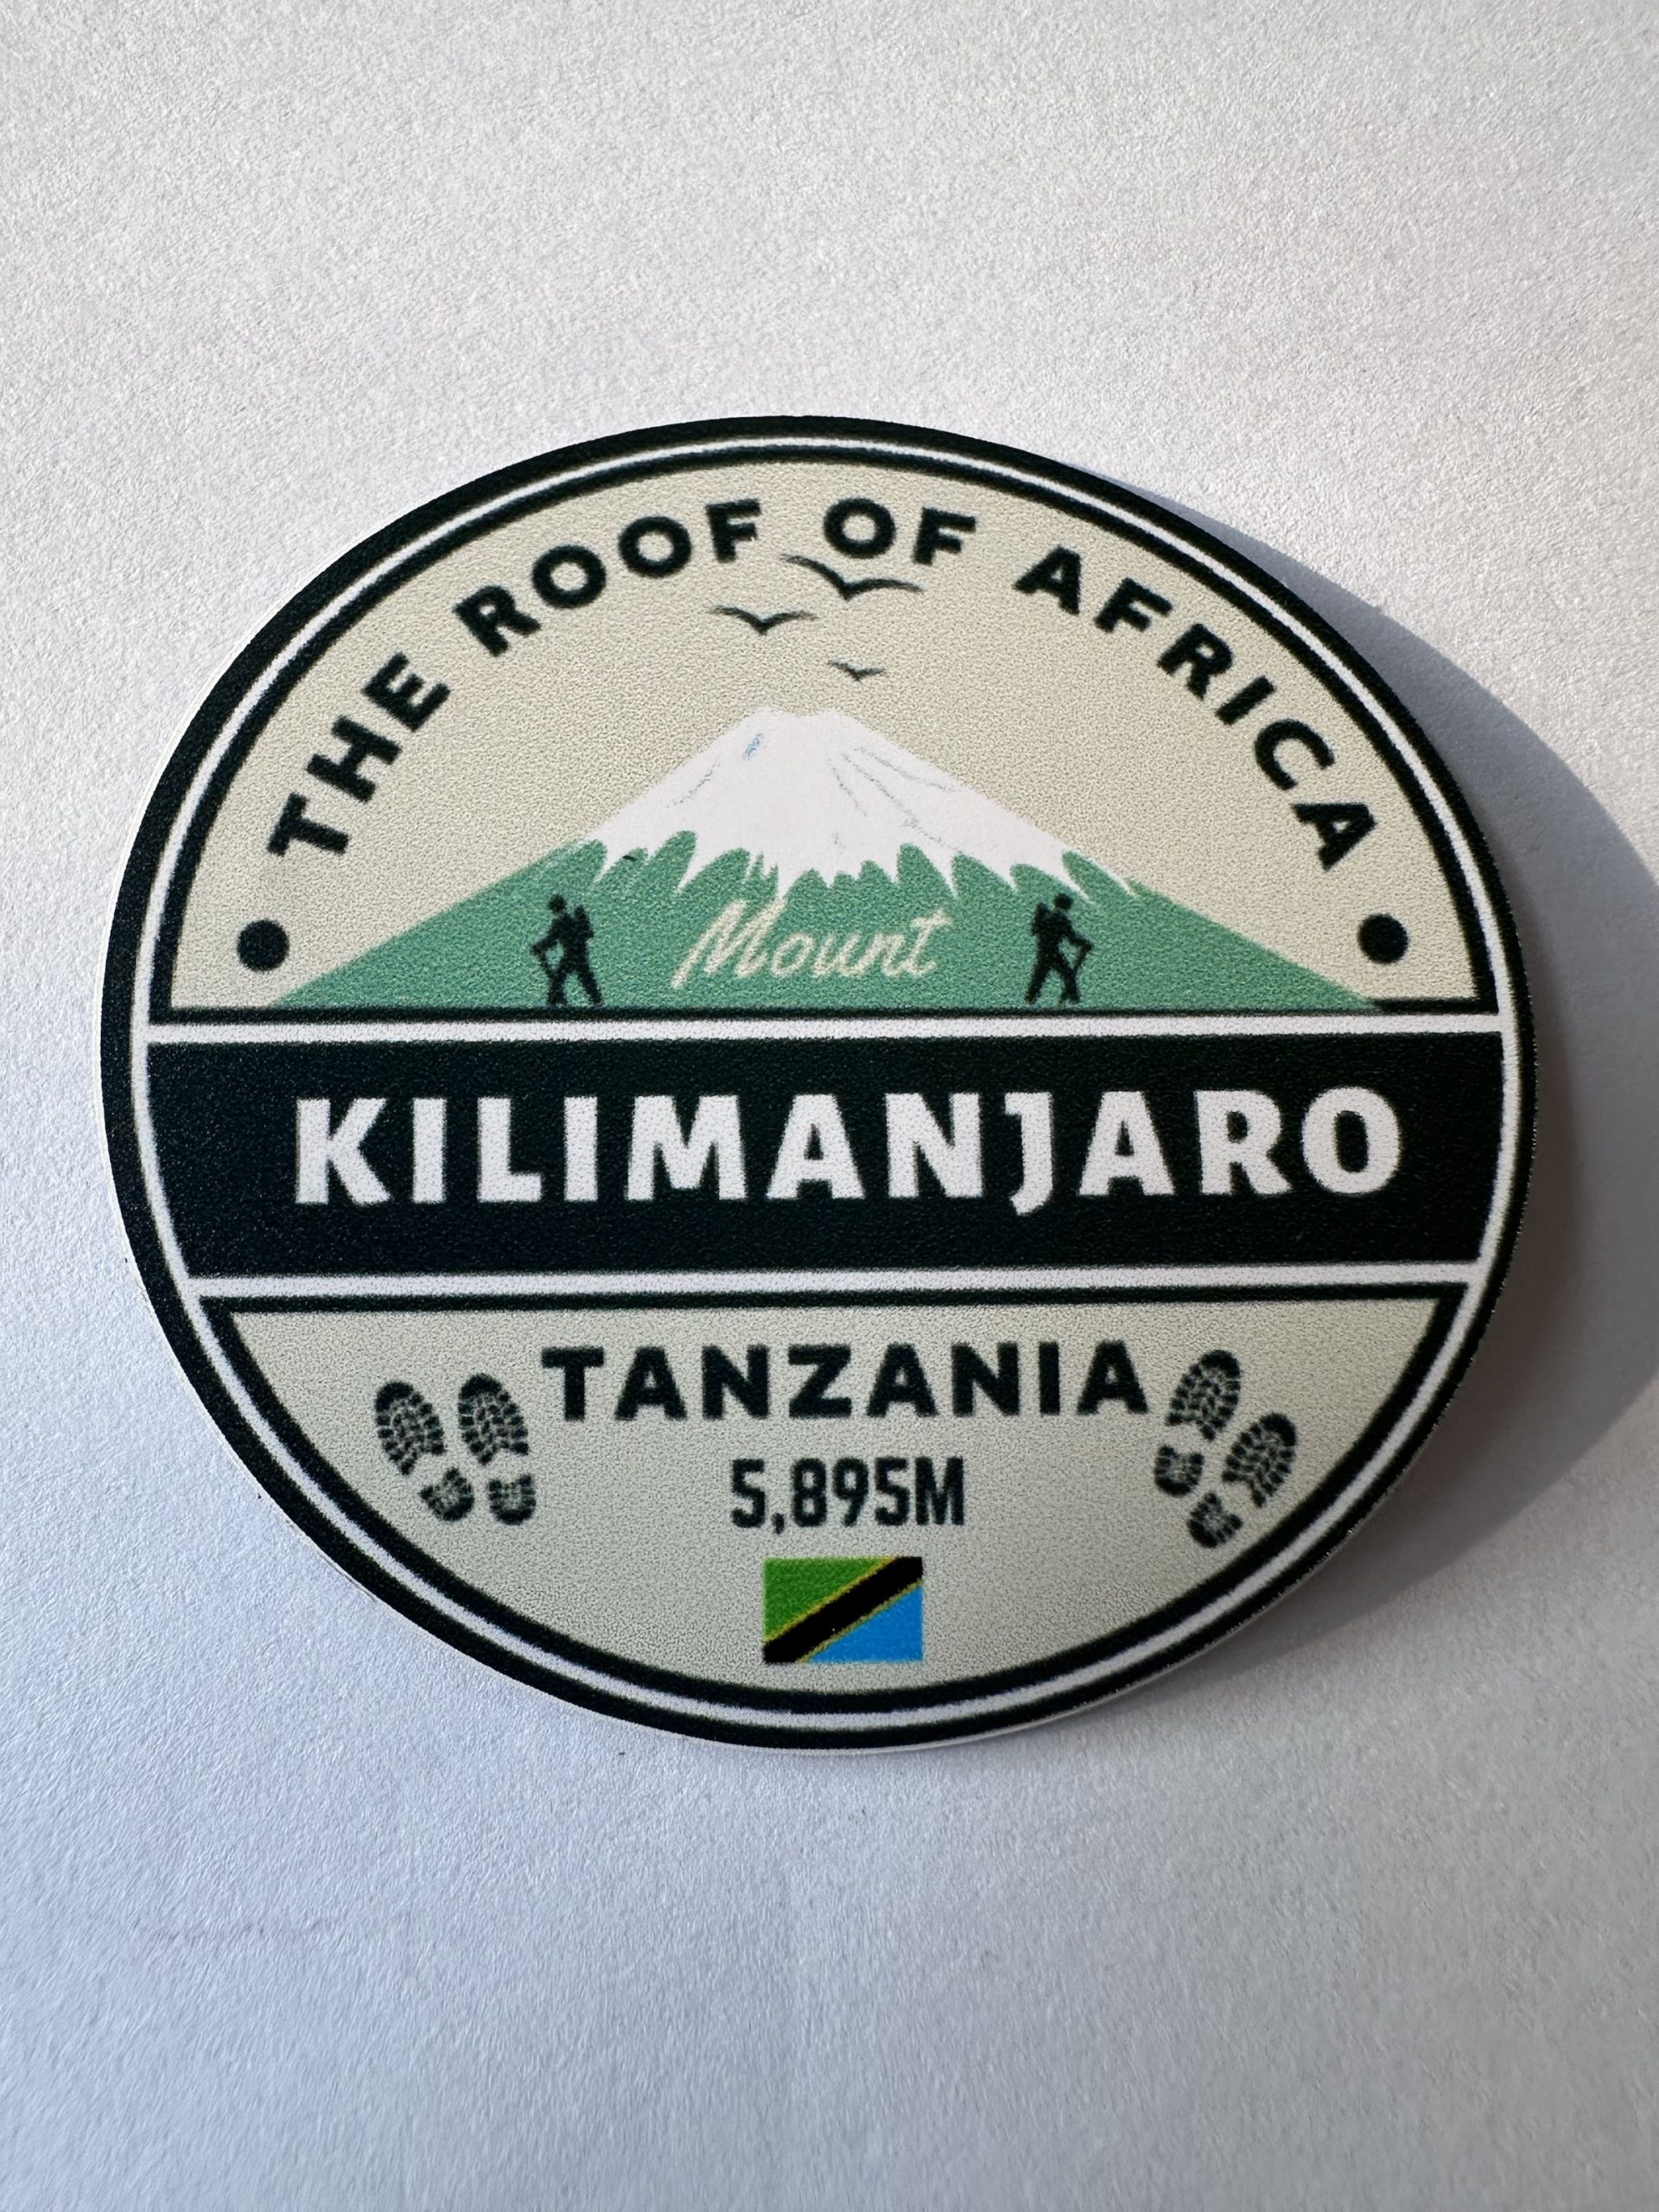 THE ROOF OF AFRICA
Mount
KILIMANJARO
TANZANIA
5,895M